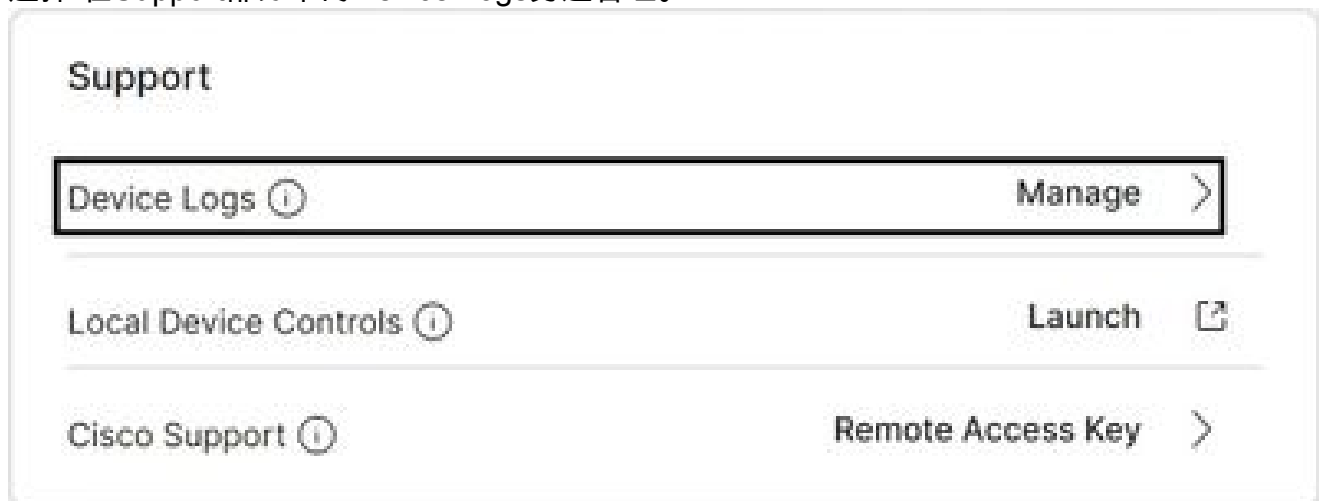 Support
Device Logs
Manage
Local Device Controls
Launch
Cisco Support
Remote Access Key